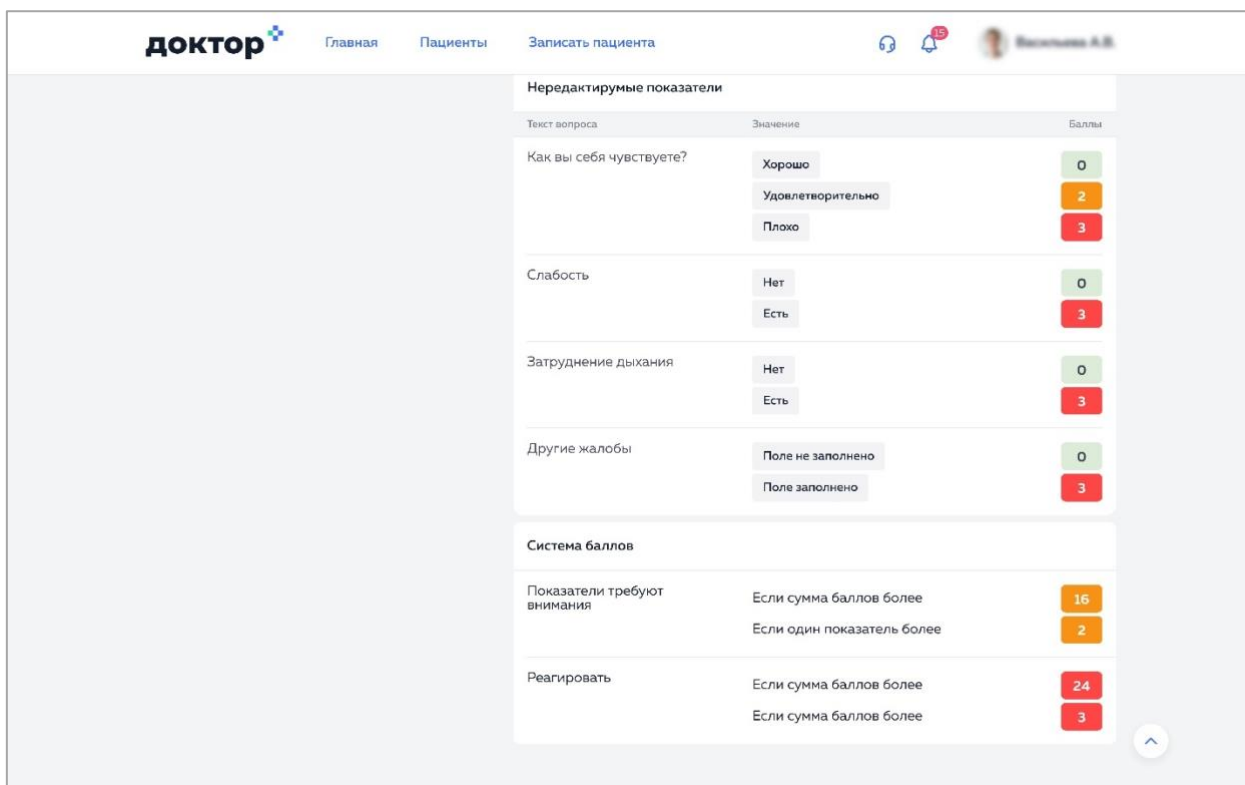 доктор
Главная
Пациенты
Записать пациента
15
Нередактирумые показатели
Текст вопроса Значение Баллы
Как вы себя чувствуете? Хорошо 0
Удовлетворительно 2
Плохо 3
Слабость Нет 0
Есть 3
Затруднение дыхания Нет 0
Есть 3
Другие жалобы Поле не заполнено 0
Поле заполнено 3
Система баллов
Показатели требуют
внимания
Если сумма баллов более 16
Если один показатель более 2
Реагировать Если сумма баллов более 24
Если сумма баллов более 3